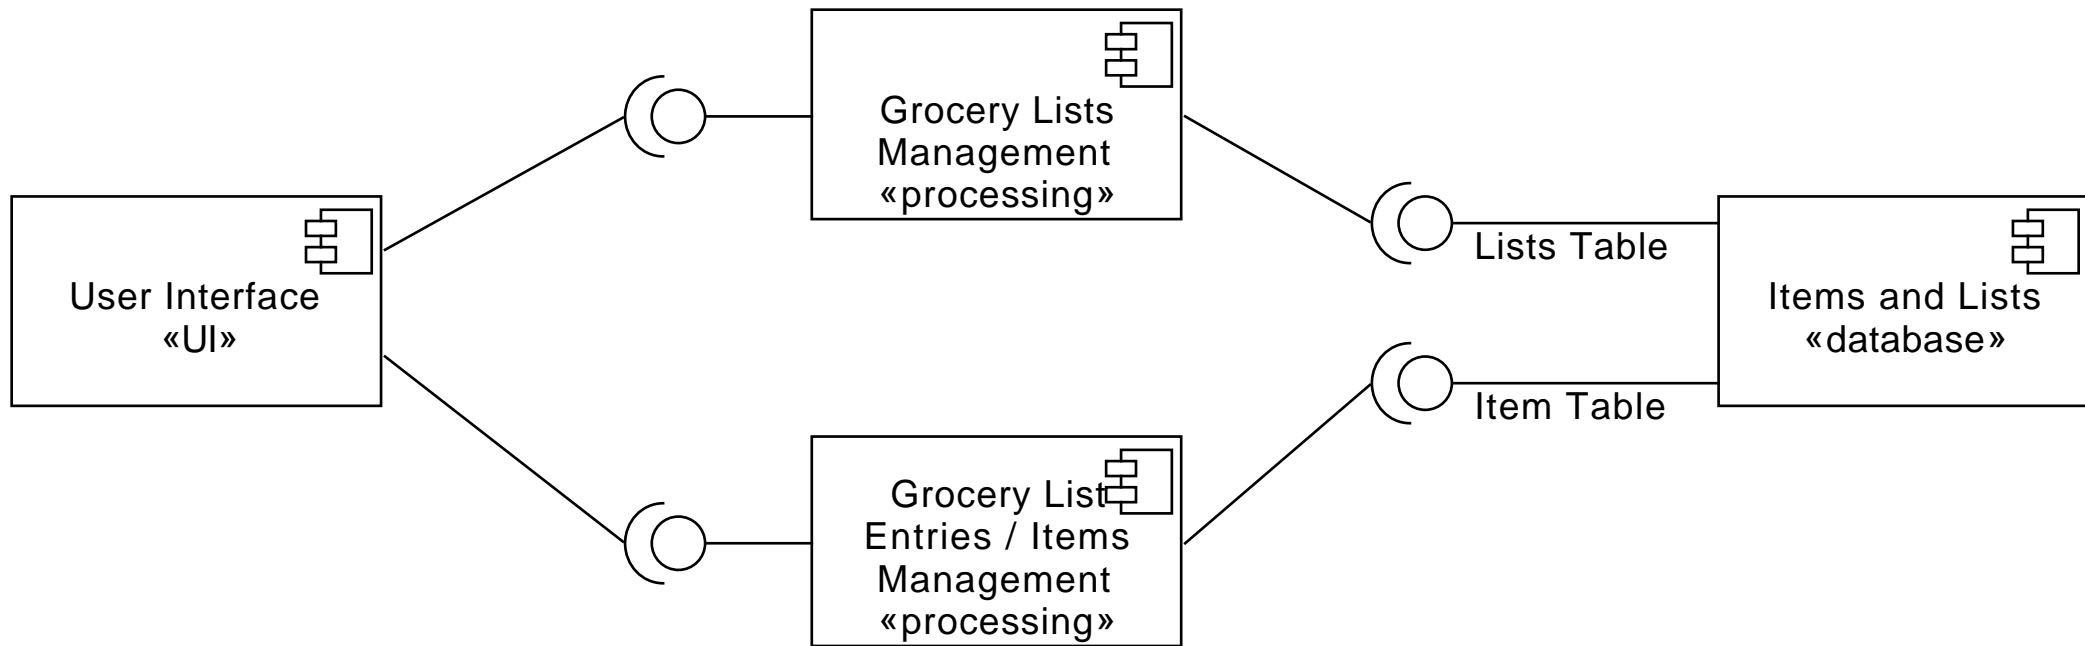 Grocery Lists
Management
«processing»
User Interface
«UI»
Lists Table
Items and Lists
«database»
Item Table
Grocery List
Entries / Items
Management
«processing»